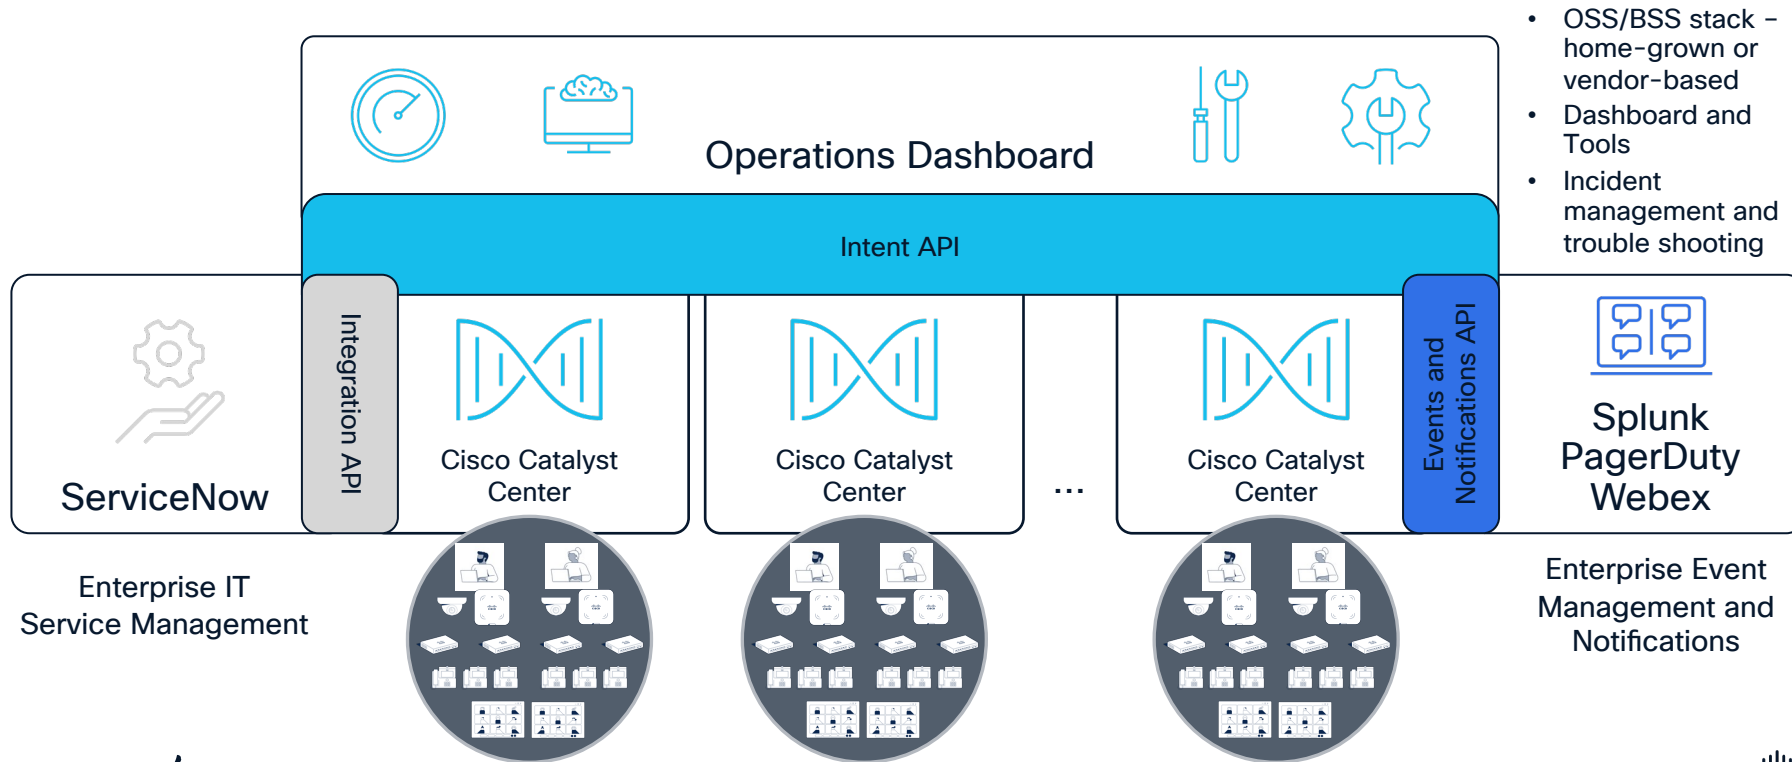 • OSS/BSS stack –
home-grown or
vendor-based
• Dashboard and
Tools
• Incident
management and
trouble shooting
Operations Dashboard
Intent API
ServiceNow
Integration API
Cisco Catalyst
Center
Cisco Catalyst
Center
...
Cisco Catalyst
Center
Events and
Notifications API
Splunk
PagerDuty
Webex
Enterprise IT
Service Management
Enterprise Event
Management and
Notifications